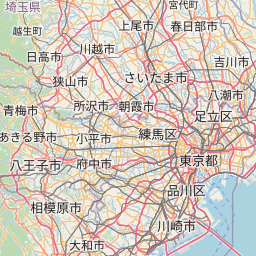 埼玉県
宮代町
上尾市
春日部市
越生町
川越市
日高市
吉川市
さいたま市
狭山市
八潮市
所沢市
朝霞市
青梅市
足立区
あきる野市
小平市
練馬区
八王子市
府中市
東京都
品川区
相模原市
川崎市
大和市